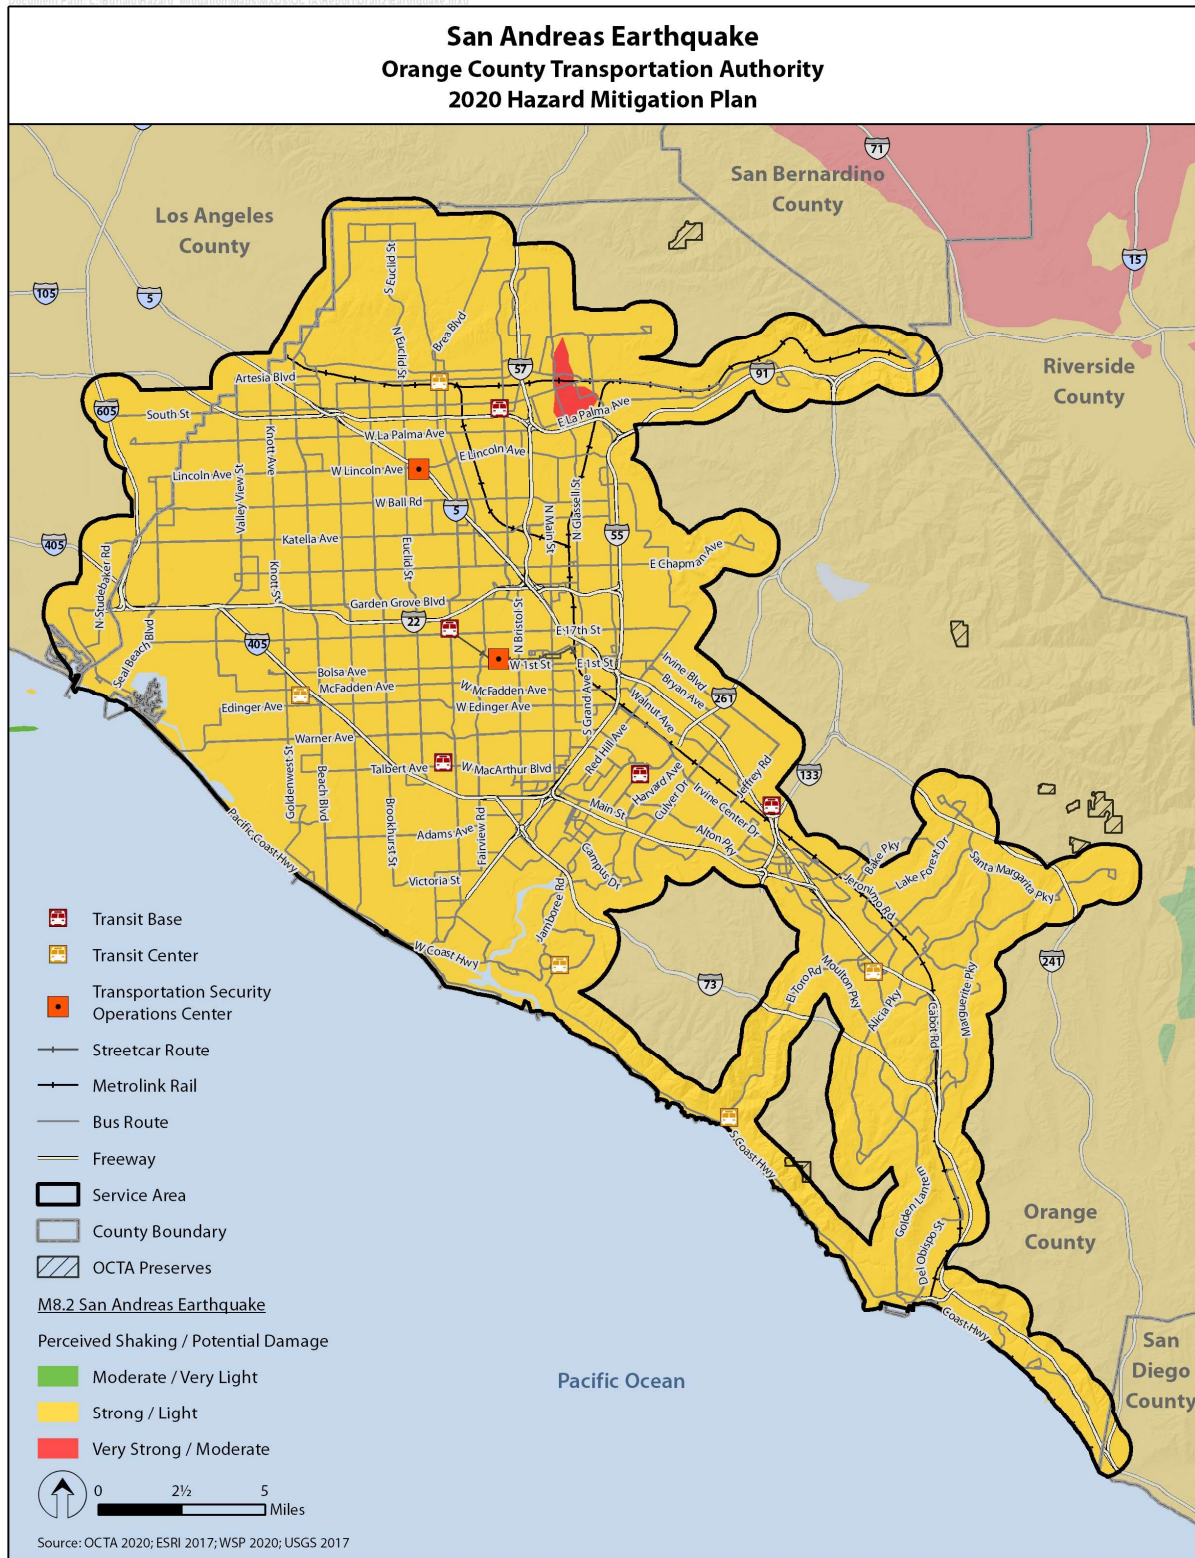 San Andreas Earthquake
Orange County Transportation Authority
2020 Hazard Mitigation Plan
71
San Bernardino
County
Los Angeles
County
15
105
5
S Euclid St
N Euclid St
Brea Blvd
57
91
Riverside
County
Artesia Blvd
605
South St
E La Palma Ave
W La Palma Ave
Knott Ave
E Lincoln Ave
Lincoln Ave
W Lincoln Ave
Valley View St
W Ball Rd
5
N Main St
N Glassell St
55
405
Katella Ave
Euclid St
E Chapman Ave
N Studebaker Rd
Knott St
Garden Grove Blvd
22
N Bristol St
E 17th St
Seal Beach Blvd
405
W 1st St
E 1st St
Irvine Blvd
Bolsa Ave
McFadden Ave
W McFadden Ave
Bryan Ave
261
Edinger Ave
W Edinger Ave
S Grand Ave
Walnut Ave
Warner Ave
Red Hill Ave
Goldenwest St
Beach Blvd
Talbert Ave
W MacArthur Blvd
Harvard Ave
Culver Dr
Jeffrey Rd
133
Irvine Center Dr
Pacific Coast Hwy
Brookhurst St
Adams Ave
Fairview Rd
Main St
Alton Pky
Bake Pky
Lake Forest Dr
Santa Margarita Pky
Victoria St
Campus Dr
Jeronimo Rd
Jamboree Rd
W Coast Hwy
73
El Toro Rd
Moulton Pky
Alicia Pky
Cabot Rd
Marguerite Pky
241
S Coast Hwy
Golden Lantern
Del Obispo St
Orange
County
Coast Hwy
San
Diego
County
Pacific Ocean
Transit Base
Transit Center
Transportation Security
Operations Center
Streetcar Route
Metrolink Rail
Bus Route
Freeway
Service Area
County Boundary
OCTA Preserves
M8.2 San Andreas Earthquake
Perceived Shaking / Potential Damage
Moderate / Very Light
Strong / Light
Very Strong / Moderate
0 2½ 5
Miles
Source: OCTA 2020; ESRI 2017; WSP 2020; USGS 2017